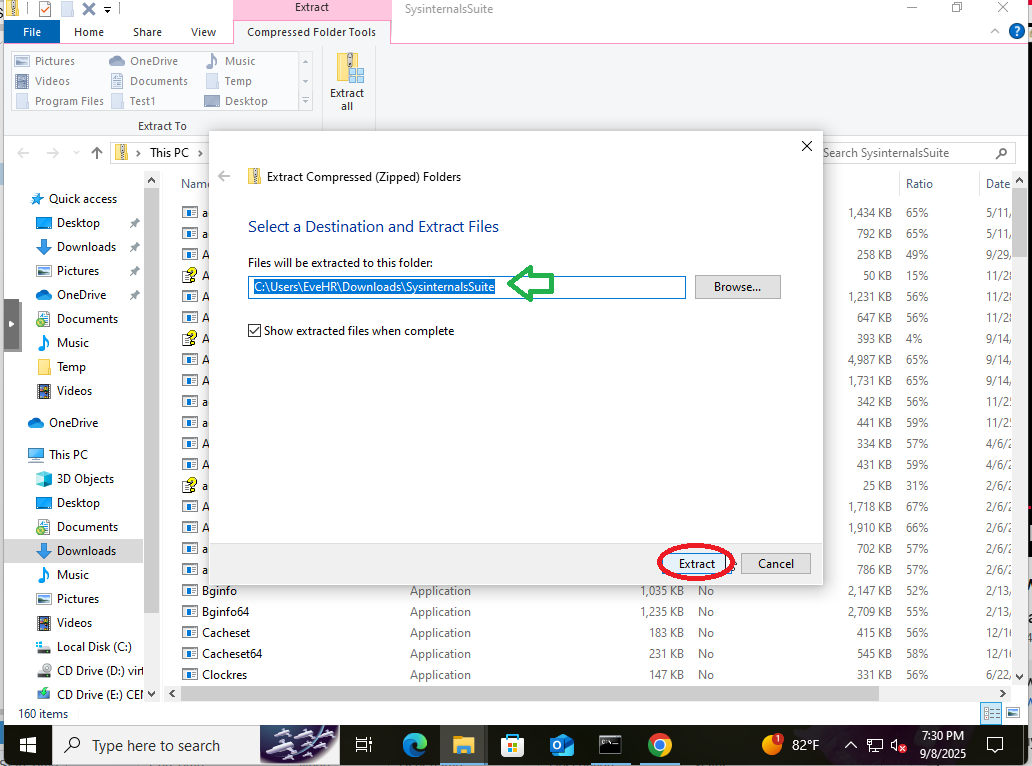 Extract
SysinternalsSuite
File
Home
Share
View
Compressed Folder Tools
Pictures
OneDrive
Music
Videos
Documents
Temp
Program Files
Test1
Desktop
Extract
all
Extract To
This PC
Search SysinternalsSuite
Extract Compressed (Zipped) Folders
Select a Destination and Extract Files
Files will be extracted to this folder:
C:\Users\EveHR\Downloads\SysinternalsSuite
Browse...
Show extracted files when complete
Extract
Cancel
Quick access
Desktop
Downloads
Pictures
OneDrive
Documents
Music
Temp
Videos
OneDrive
This PC
3D Objects
Desktop
Documents
Downloads
Music
Pictures
Videos
Local Disk (C:)
CD Drive (D:) virt
CD Drive (E:) CEN
Name
Ratio
Date
1,434 KB 65% 5/11/
792 KB 65% 5/11/
258 KB 49% 9/29/
50 KB 15% 11/28
1,231 KB 56% 11/28
647 KB 56% 11/28
393 KB 4% 9/14/
4,987 KB 65% 9/14/
1,731 KB 65% 9/14/
342 KB 56% 11/25
441 KB 59% 11/25
334 KB 57% 4/6/2
431 KB 59% 4/6/2
25 KB 31% 2/6/2
1,718 KB 67% 2/6/2
1,910 KB 66% 2/6/2
702 KB 57% 2/6/2
786 KB 57% 2/6/2
Bginfo Application 1,035 KB No 2,147 KB 52% 2/13/
Bginfo64 Application 1,235 KB No 2,709 KB 55% 2/13/
Cacheset Application 183 KB No 415 KB 56% 12/16
Cacheset64 Application 231 KB No 545 KB 58% 12/16
Clockres Application 147 KB No 331 KB 56% 6/22/
160 items
Type here to search
1
82°F
7:30 PM
9/8/2025